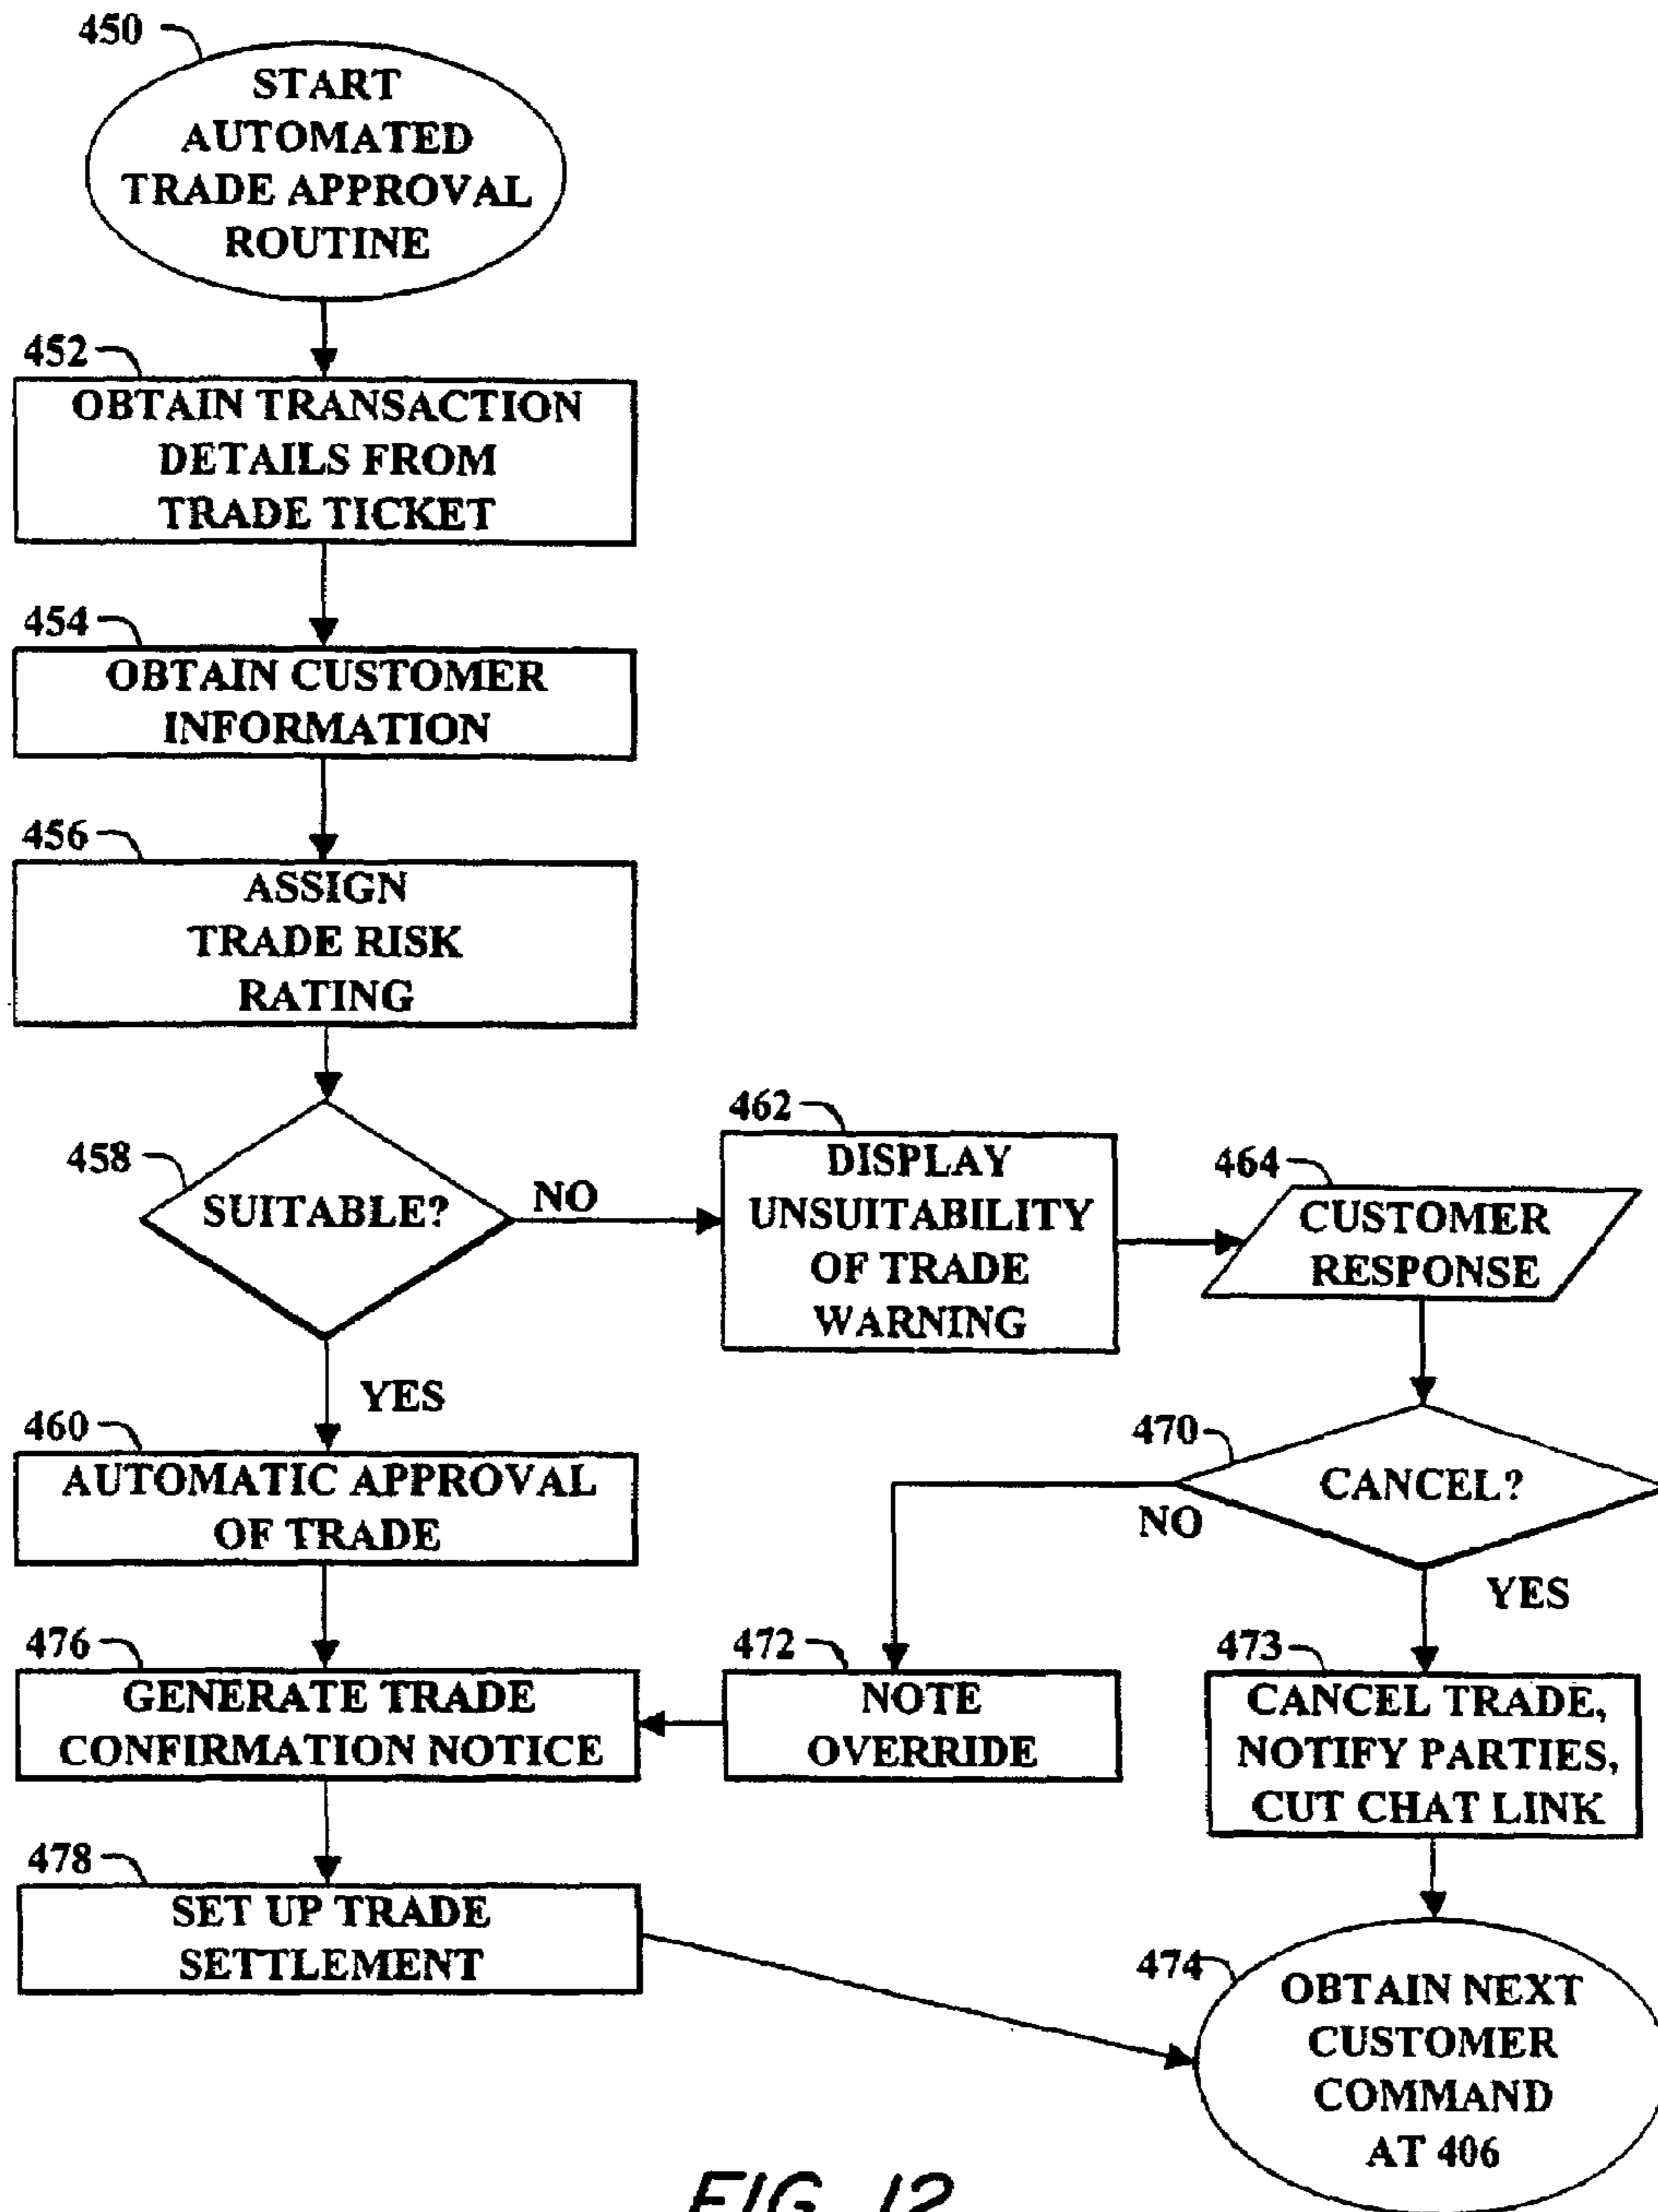 450
START
AUTOMATED
TRADE APPROVAL
ROUTINE
452
OBTAIN TRANSACTION
DETAILS FROM
TRADE TICKET
454
OBTAIN CUSTOMER
INFORMATION
456
ASSIGN
TRADE RISK
RATING
458
SUITABLE?
NO
462
DISPLAY
UNSUITABILITY
OF TRADE
WARNING
464
CUSTOMER
RESPONSE
YES
460
AUTOMATIC APPROVAL
OF TRADE
470
CANCEL?
NO
YES
476
GENERATE TRADE
CONFIRMATION NOTICE
472
NOTE
OVERRIDE
473
CANCEL TRADE,
NOTIFY PARTIES,
CUT CHAT LINK
478
SET UP TRADE
SETTLEMENT
474
OBTAIN NEXT
CUSTOMER
COMMAND
AT 406
FIG. 12